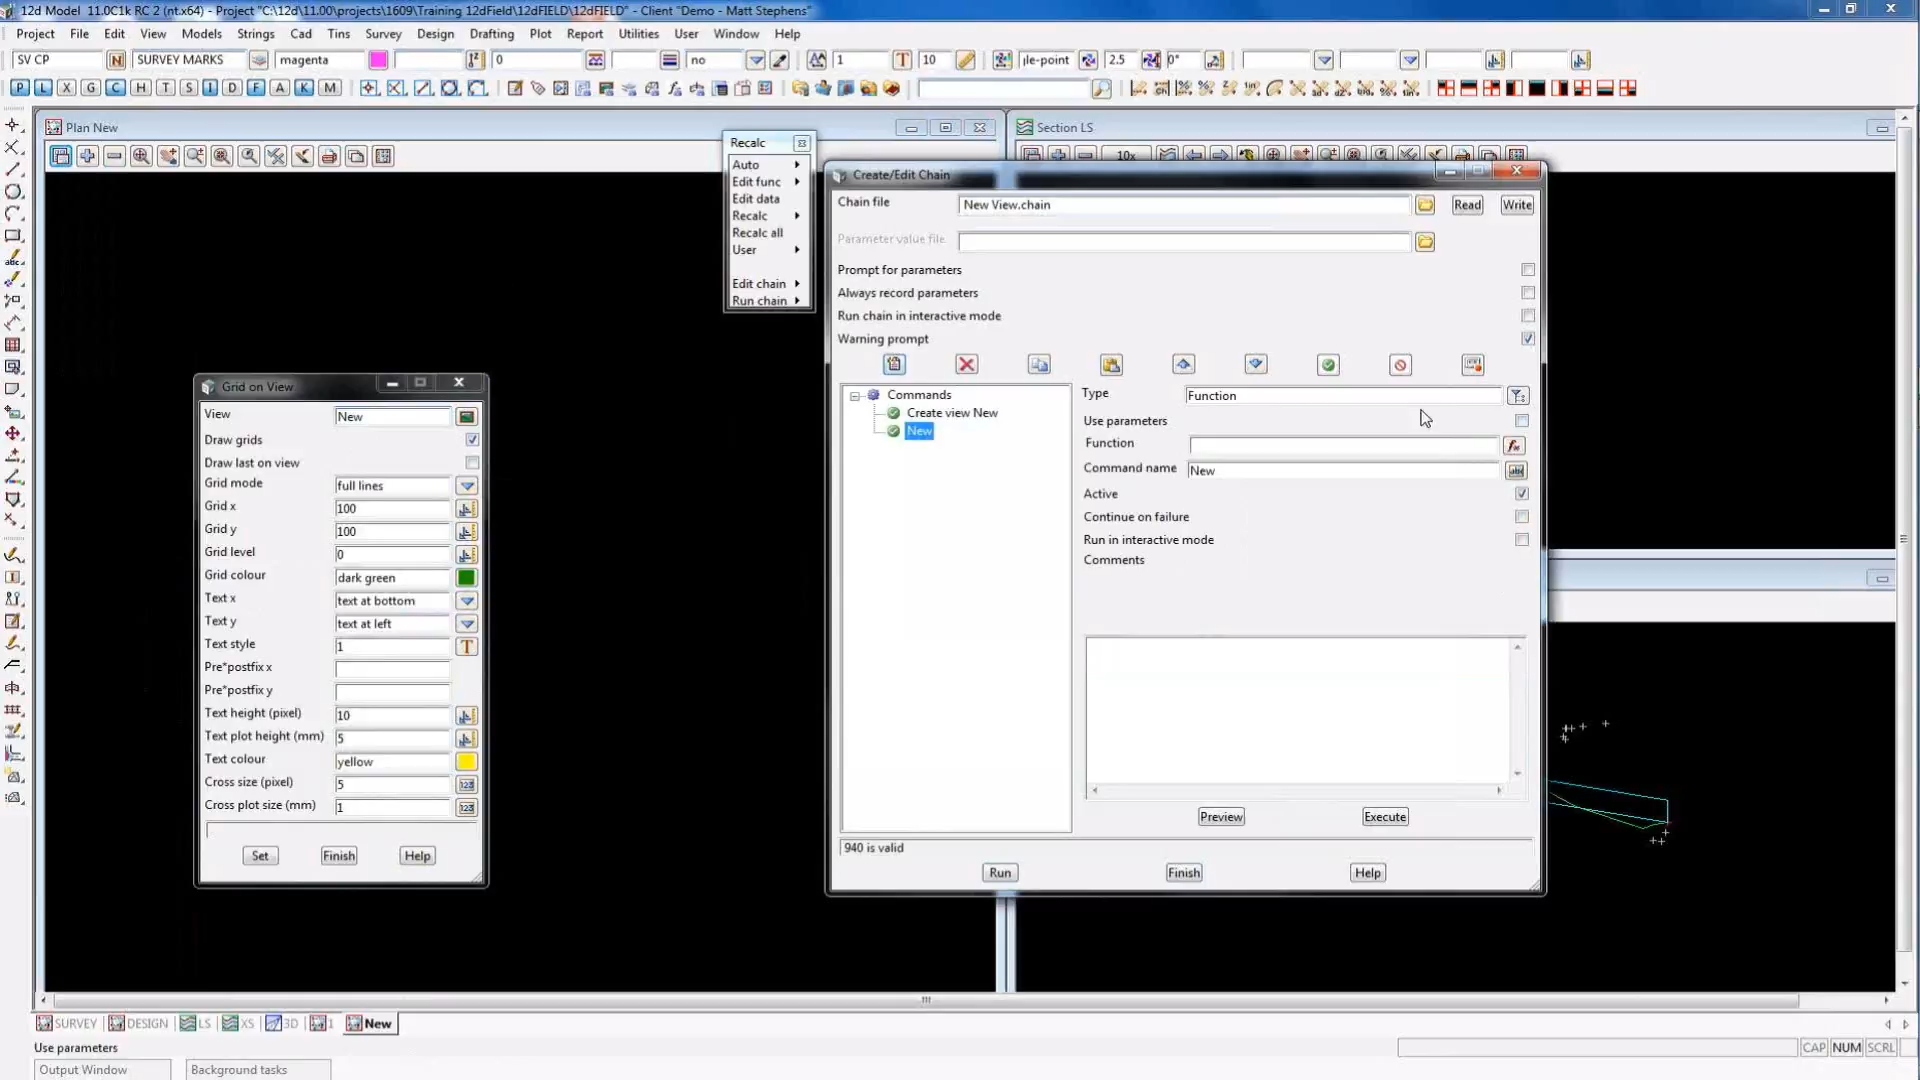 12d Model 11.0C1k RC 2 (nt.x64) - Project "C:\12d\11.00\projects\1609\Training 12dField\12dFIELD\12dFIELD" - Client "Demo - Matt Stephens"
Project File Edit View Models Strings Cad Tins Survey Design Drafting Plot Report Utilities User Window Help
SV CP N SURVEY MARKS magenta 0 no 1 T 10 ple-point 2.5 0°
P L X G C H T S I D F A K M
Plan New
Section LS
10x
Recalc
Auto
Edit func
Edit data
Recalc
Recalc all
User
Edit chain
Run chain
Create/Edit Chain
Chain file New View.chain Read Write
Parameter value file
Prompt for parameters
Always record parameters
Run chain in interactive mode
Warning prompt
Commands
Create view New
New
Type Function
Use parameters
Function
Command name New
Active
Continue on failure
Run in interactive mode
Comments
Preview Execute
940 is valid
Run Finish Help
Grid on View
View New
Draw grids
Draw last on view
Grid mode full lines
Grid x 100
Grid y 100
Grid level 0
Grid colour dark green
Text x text at bottom
Text y text at left
Text style 1 T
Pre*postfix x
Pre*postfix y
Text height (pixel) 10
Text plot height (mm) 5
Text colour yellow
Cross size (pixel) 5 123
Cross plot size (mm) 1 123
Set Finish Help
SURVEY DESIGN LS XS 3D 1 New
Use parameters
CAP NUM SCRL
Output Window Background tasks